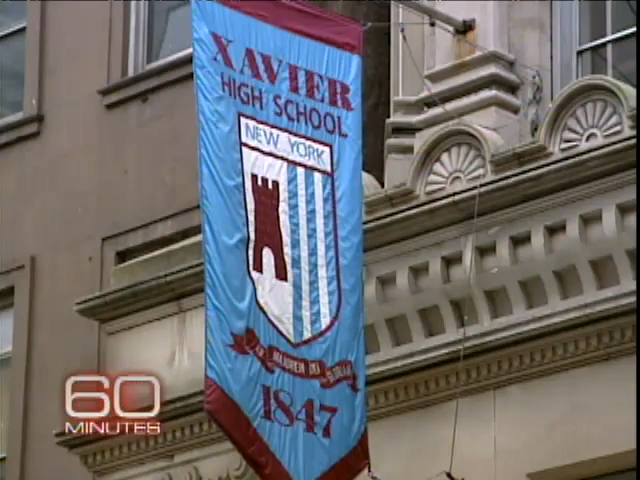 XAVIER
HIGH SCHOOL
NEW YORK
1847
60
MINUTES